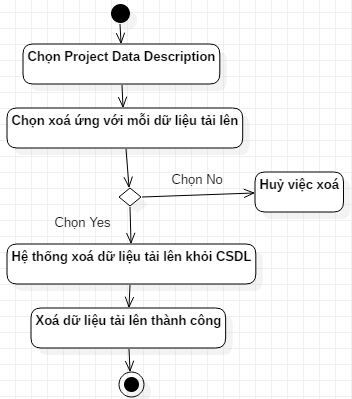 Chọn Project Data Description
Chọn xoá ứng với mỗi dữ liệu tải lên
Chọn No
Huỷ việc xoá
Chọn Yes
Hệ thống xoá dữ liệu tải lên khỏi CSDL
Xoá dữ liệu tải lên thành công